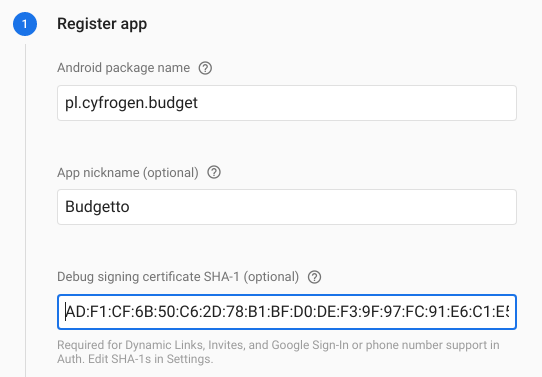 1 Register app
Android package name
pl.cyfrogen.budget
App nickname (optional)
Budgetto
Debug signing certificate SHA-1 (optional)
AD:F1:CF:6B:50:C6:2D:78:B1:BF:D0:DE:F3:9F:97:FC:91:E6:C1:E5
Required for Dynamic Links, Invites, and Google Sign-In or phone number support in
Auth. Edit SHA-1s in Settings.